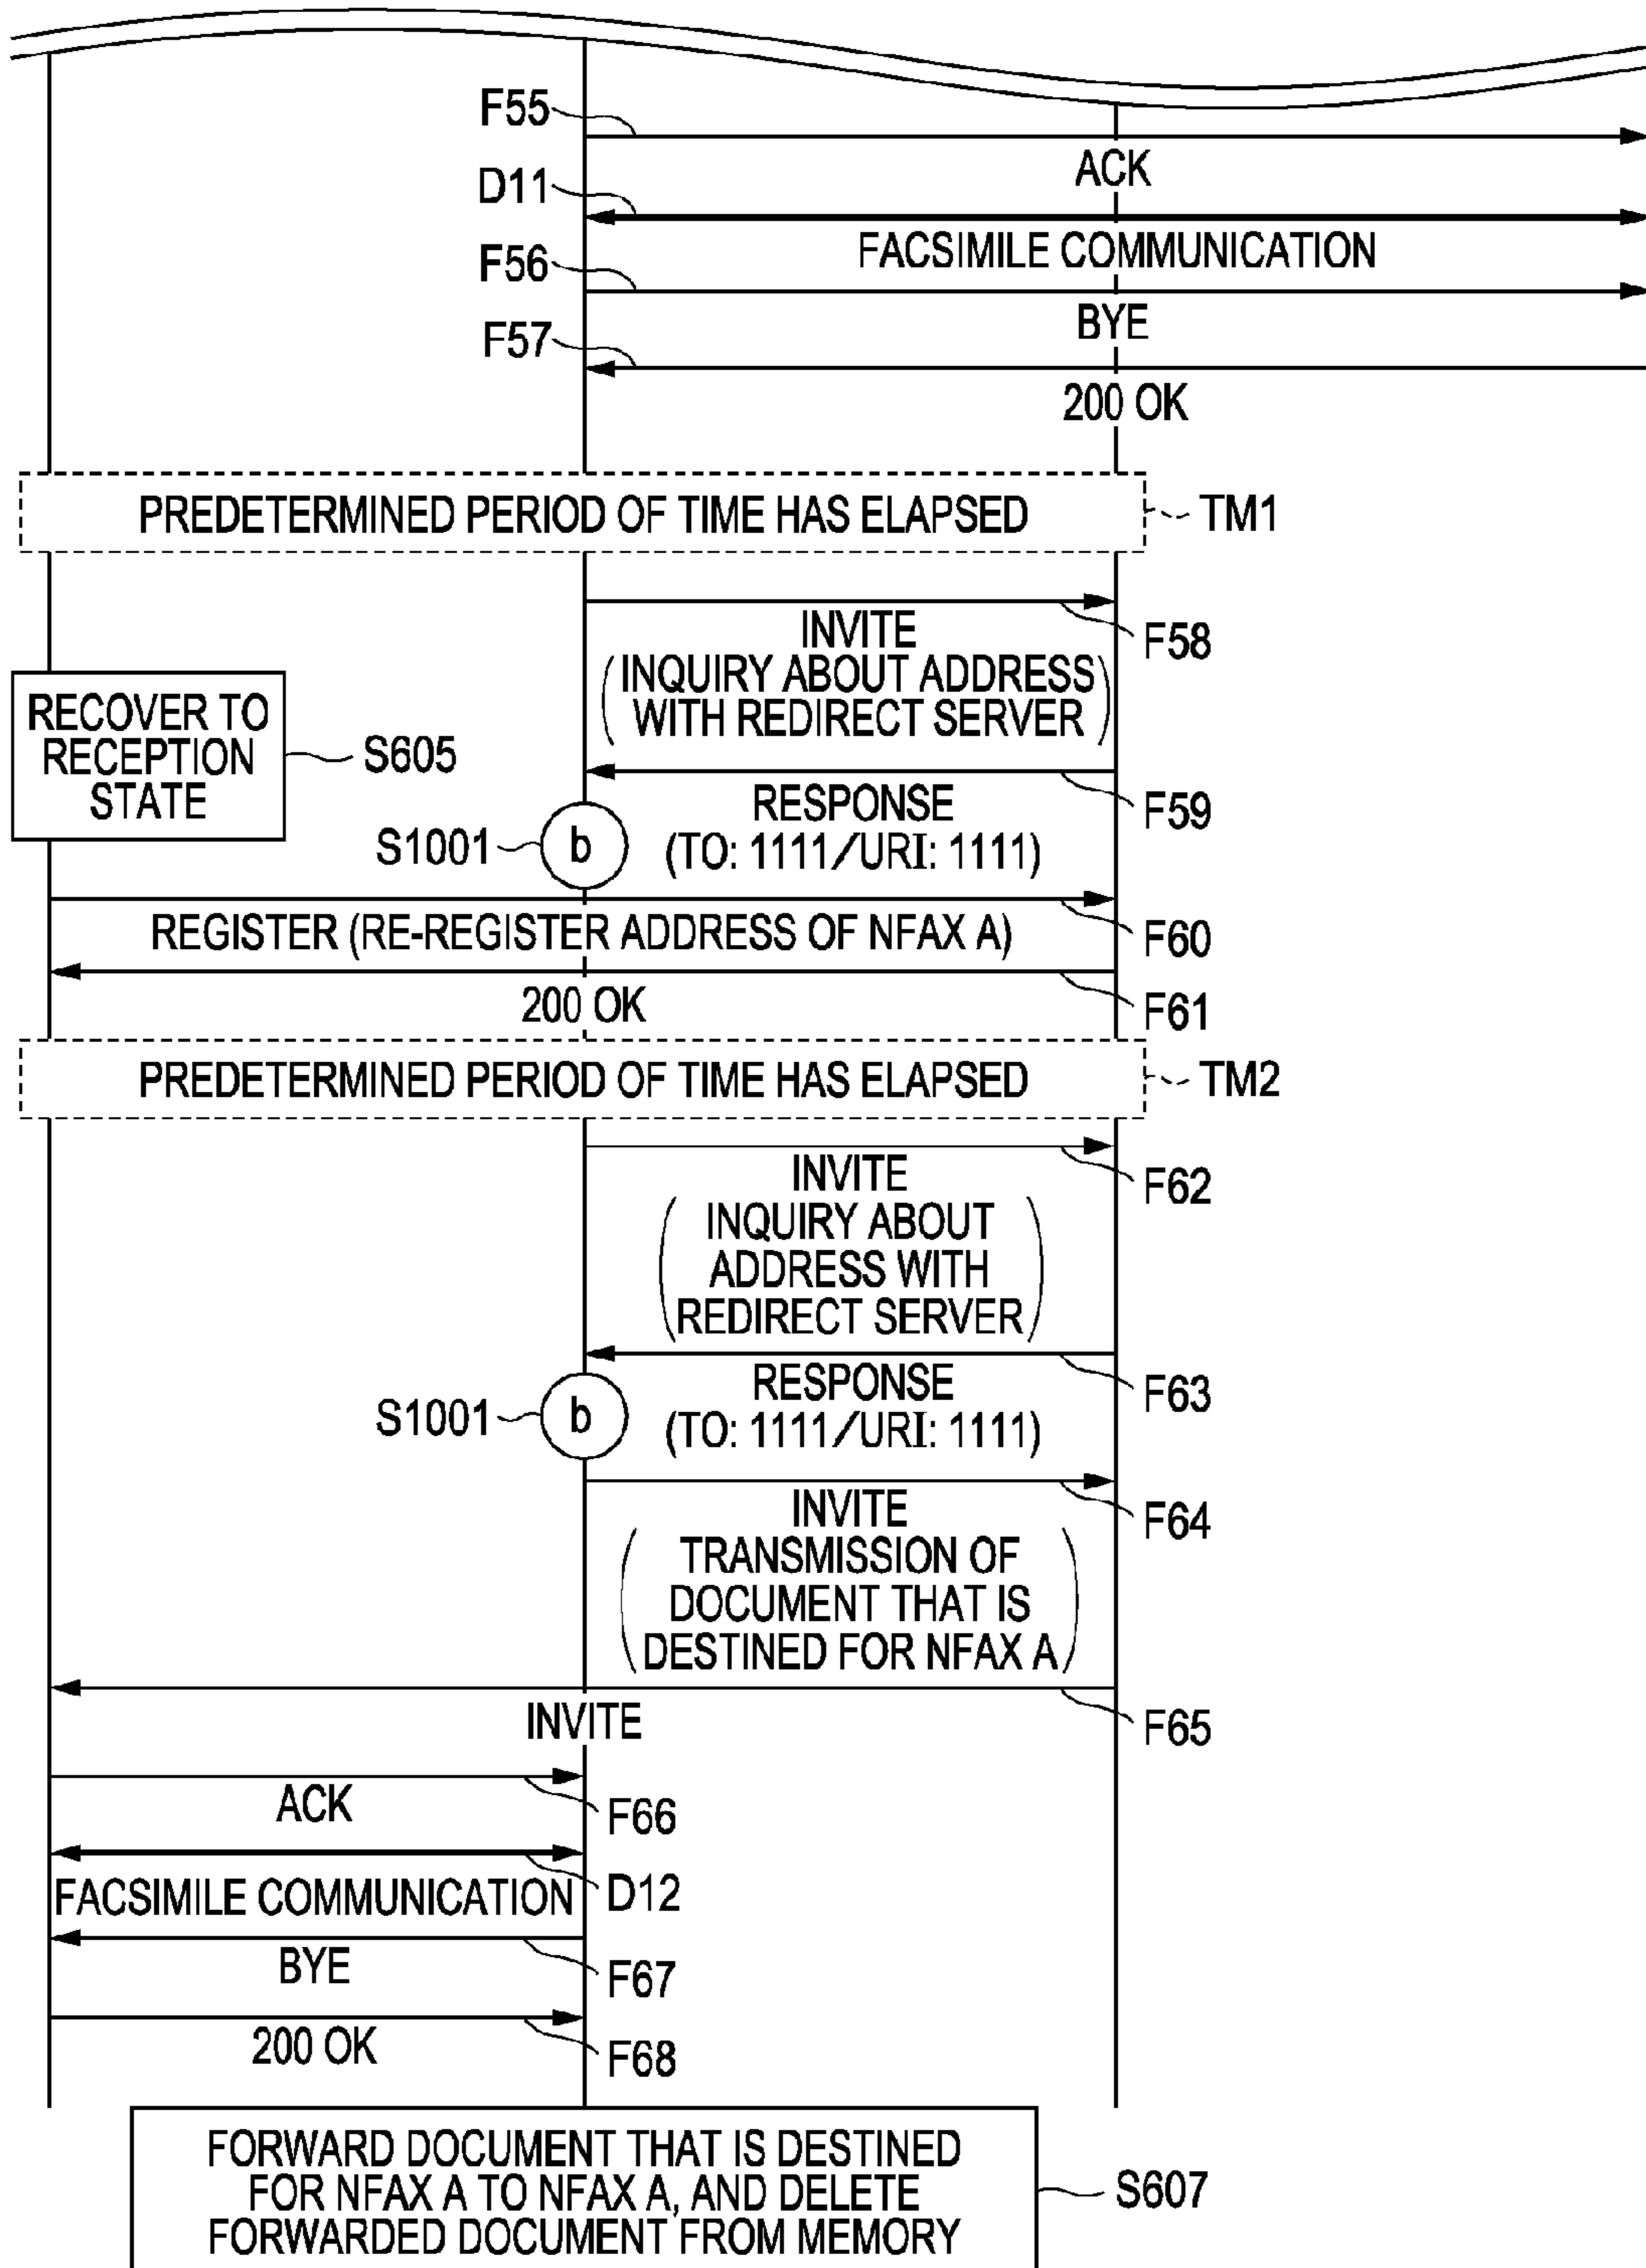 F55
ACK
D11
FACSIMILE COMMUNICATION
F56
BYE
F57
200 OK
PREDETERMINED PERIOD OF TIME HAS ELAPSED
TM1
INVITE
(INQUIRY ABOUT ADDRESS
WITH REDIRECT SERVER)
F58
RECOVER TO
RECEPTION
STATE
S605
RESPONSE
(TO: 1111/URI: 1111)
F59
S1001
b
REGISTER (RE-REGISTER ADDRESS OF NFAX A)
F60
200 OK
F61
PREDETERMINED PERIOD OF TIME HAS ELAPSED
TM2
INVITE
(INQUIRY ABOUT
ADDRESS WITH
REDIRECT SERVER)
F62
RESPONSE
(TO: 1111/URI: 1111)
F63
S1001
b
INVITE
(TRANSMISSION OF
DOCUMENT THAT IS
DESTINED FOR NFAX A)
F64
INVITE
F65
ACK
F66
FACSIMILE COMMUNICATION
D12
BYE
F67
200 OK
F68
FORWARD DOCUMENT THAT IS DESTINED
FOR NFAX A TO NFAX A, AND DELETE
FORWARDED DOCUMENT FROM MEMORY
S607